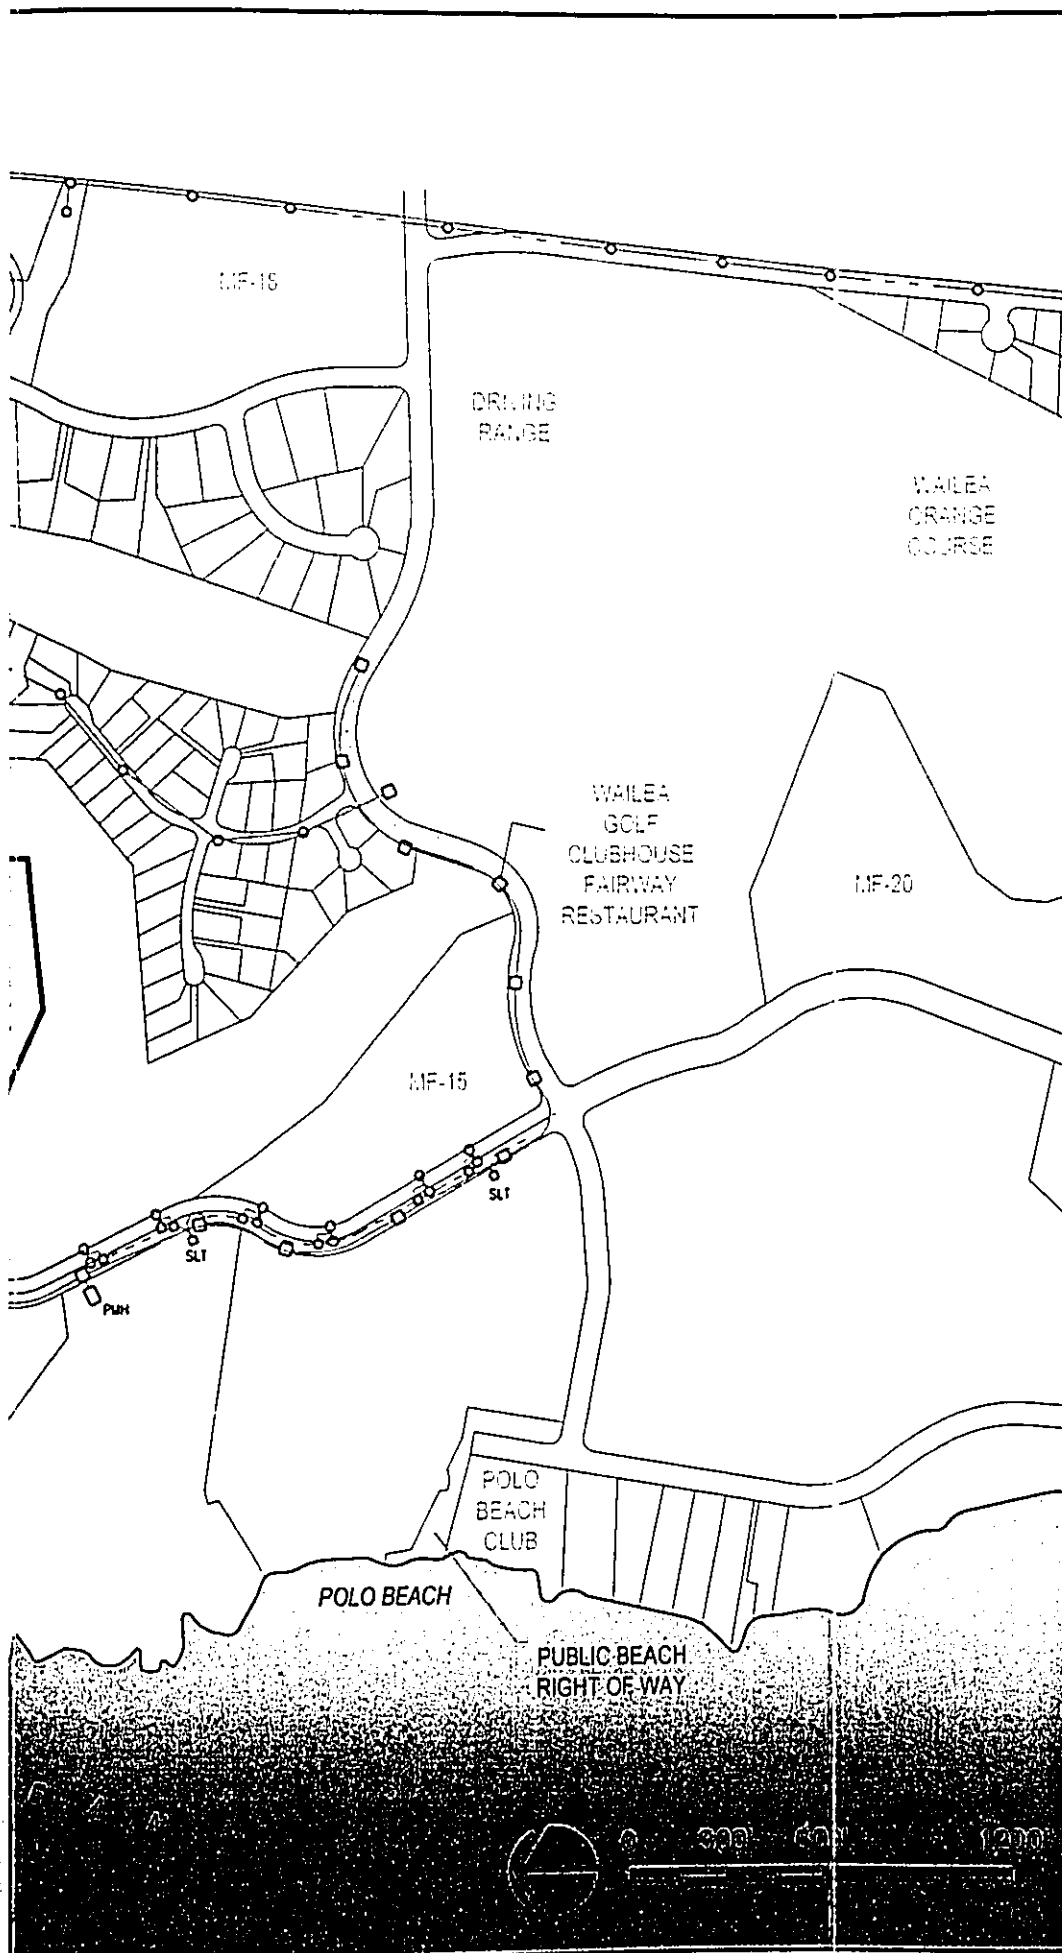 MF-15
DRIVING
RANGE
WAILEA
ORANGE
COURSE
WAILEA
GOLF
CLUBHOUSE
FAIRWAY
RESTAURANT
MF-20
MF-15
SLT
SLT
PMH
POLO
BEACH
CLUB
POLO BEACH
PUBLIC BEACH
RIGHT OF WAY
0 300 600 1200